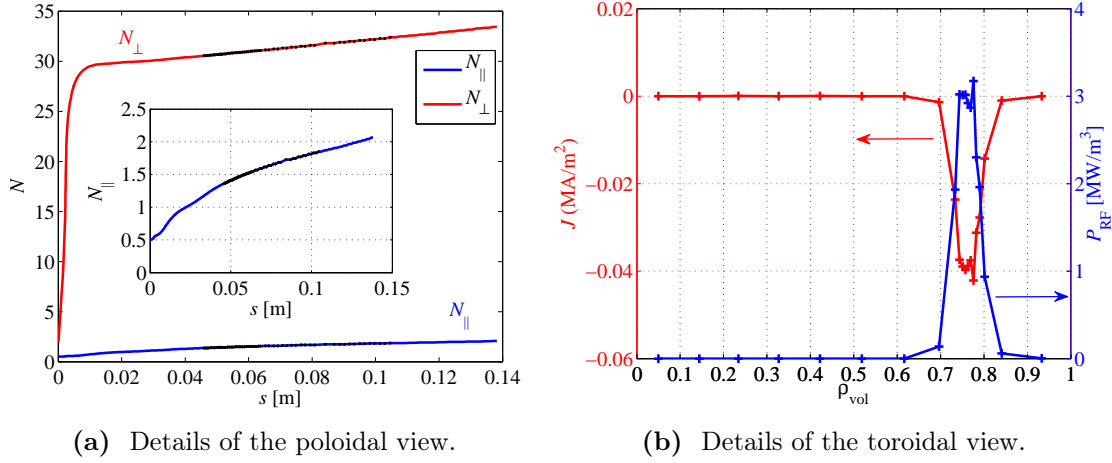 35
30
25
20
15
10
5
0
N
N⊥
N∥
N⊥
2.5
2
1.5
1
0.5
0
N∥
0 0.05 0.1 0.15
s [m]
N∥
0 0.02 0.04 0.06 0.08 0.1 0.12 0.14
s [m]
(a) Details of the poloidal view.
0.02
0
−0.02
−0.04
−0.06
J (MA/m²)
4
3
2
1
0
P_RF [MW/m³]
0 0.1 0.2 0.3 0.4 0.5 0.6 0.7 0.8 0.9 1
ρ_vol
(b) Details of the toroidal view.